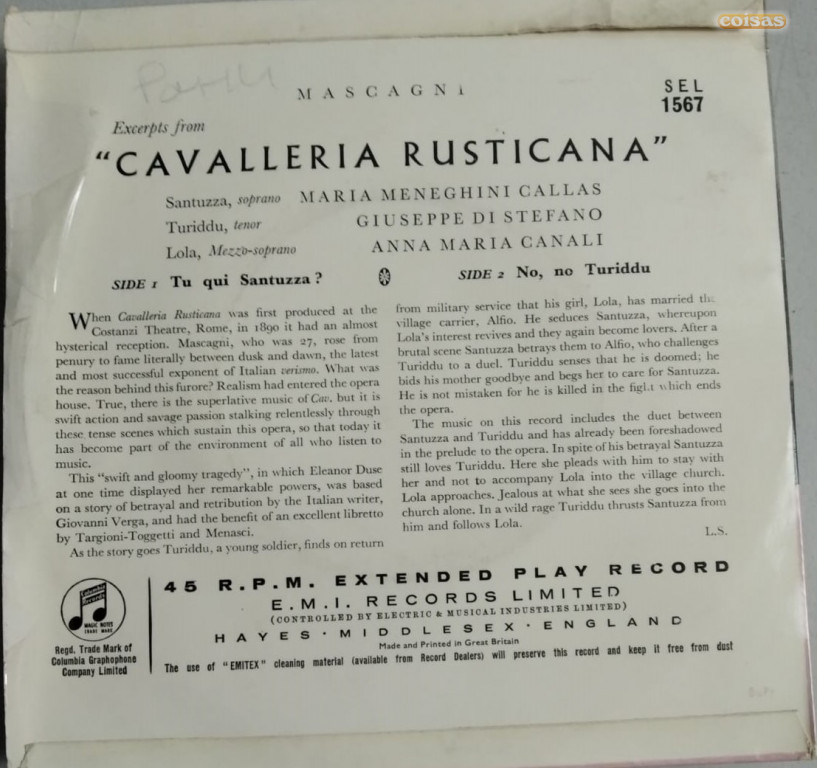 coisas
MASCAGNI
SEL
1567
Excerpts from
"CAVALLERIA RUSTICANA"
Santuzza, soprano MARIA MENEGHINI CALLAS
Turiddu, tenor GIUSEPPE DI STEFANO
Lola, Mezzo-soprano ANNA MARIA CANALI
SIDE 1 Tu qui Santuzza? SIDE 2 No, no Turiddu
When Cavalleria Rusticana was first produced at the
Costanzi Theatre, Rome, in 1890 it had an almost
hysterical reception. Mascagni, who was 27, rose from
penury to fame literally between dusk and dawn, the latest
and most successful exponent of Italian verismo. What was
the reason behind this furore? Realism had entered the opera
house. True, there is the superlative music of Cav. but it is
swift action and savage passion stalking relentlessly through
these tense scenes which sustain this opera, so that today it
has become part of the environment of all who listen to
music.
This "swift and gloomy tragedy", in which Eleanor Duse
at one time displayed her remarkable powers, was based
on a story of betrayal and retribution by the Italian writer,
Giovanni Verga, and had the benefit of an excellent libretto
by Targioni-Toggetti and Menasci.
As the story goes Turiddu, a young soldier, finds on return
from military service that his girl, Lola, has married the
village carrier, Alfio. He seduces Santuzza, whereupon
Lola's interest revives and they again become lovers. After a
brutal scene Santuzza betrays them to Alfio, who challenges
Turiddu to a duel. Turiddu senses that he is doomed; he
bids his mother goodbye and begs her to care for Santuzza.
He is not mistaken for he is killed in the fight which ends
the opera.
The music on this record includes the duet between
Santuzza and Turiddu and has already been foreshadowed
in the prelude to the opera. In spite of his betrayal Santuzza
still loves Turiddu. Here she pleads with him to stay with
her and not to accompany Lola into the village church.
Lola approaches. Jealous at what she sees she goes into the
church alone. In a wild rage Turiddu thrusts Santuzza from
him and follows Lola.
L.S.
Columbia
Records
MAGIC NOTES
TRADE MARK
Regd. Trade Mark of
Columbia Graphophone
Company Limited
45 R.P.M. EXTENDED PLAY RECORD
E.M.I. RECORDS LIMITED
(CONTROLLED BY ELECTRIC & MUSICAL INDUSTRIES LIMITED)
HAYES · MIDDLESEX · ENGLAND
Made and Printed in Great Britain
The use of "EMITEX" cleaning material (available from Record Dealers) will preserve this record and keep it free from dust